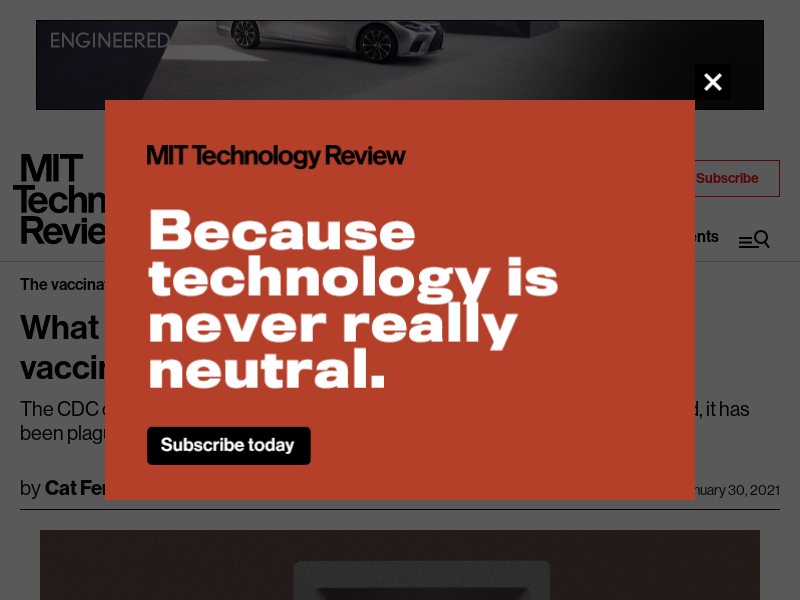 ENGINEERED
MIT Technology Review
Because
technology is
never really
neutral.
Subscribe today
MIT
Techn
Revie
Subscribe
The vaccina
What
vaccin
The CDC
, it has
been plagu
by Cat Fer
nuary 30, 2021